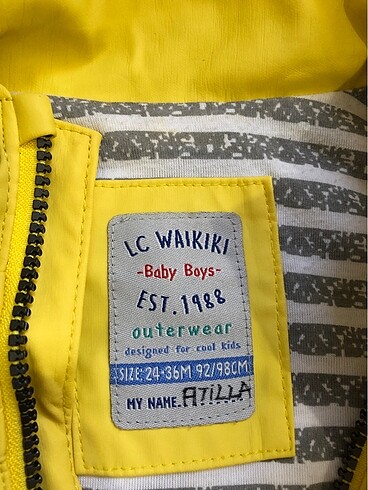 LC WAIKIKI
-Baby Boys-
EST.1988
outerwear
designed for cool kids
SIZE: 24-36M 92/98CM
MY NAME. ATILLA